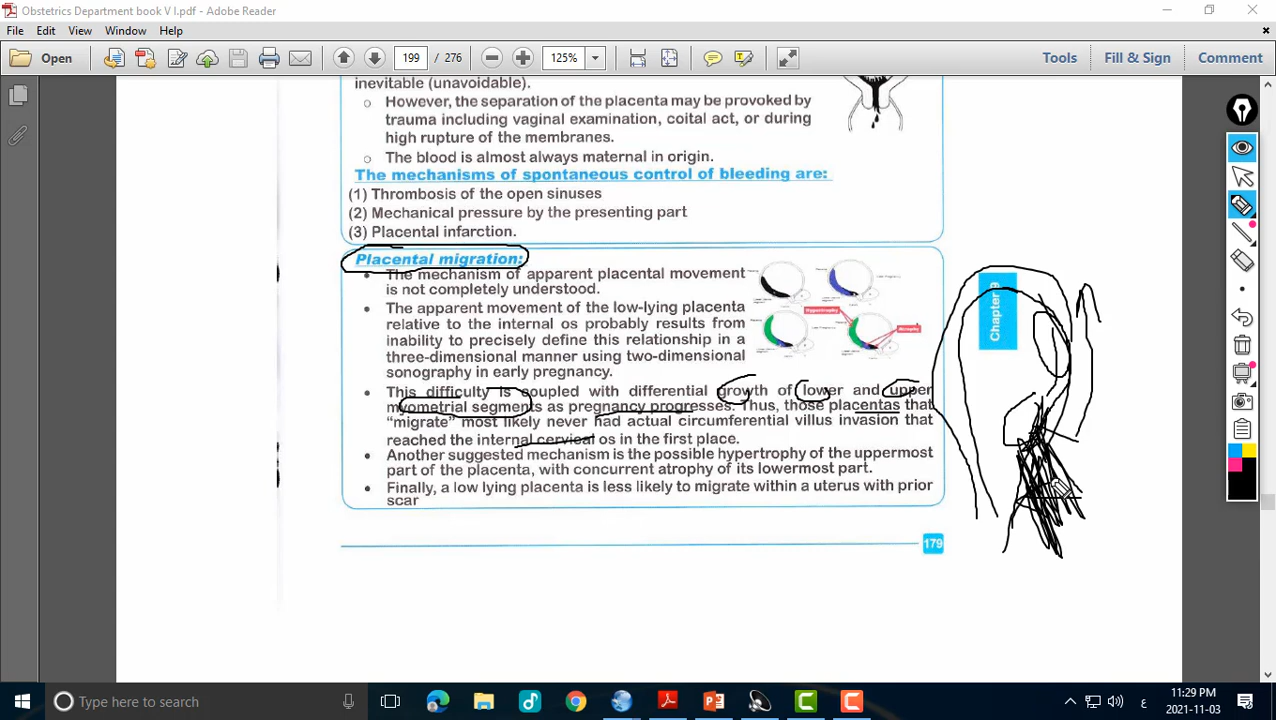 Obstetrics Department book V I.pdf - Adobe Reader
File Edit View Window Help
Open 199 / 276 125% Tools Fill & Sign Comment
inevitable (unavoidable).
However, the separation of the placenta may be provoked by
trauma including vaginal examination, coital act, or during
high rupture of the membranes.
The blood is almost always maternal in origin.
The mechanisms of spontaneous control of bleeding are:
(1) Thrombosis of the open sinuses
(2) Mechanical pressure by the presenting part
(3) Placental infarction.
Placental migration:
The mechanism of apparent placental movement
is not completely understood.
The apparent movement of the low-lying placenta
relative to the internal os probably results from
inability to precisely define this relationship in a
three-dimensional manner using two-dimensional
sonography in early pregnancy.
Hypertrophy
Atrophy
This difficulty is coupled with differential growth of lower and upper
myometrial segments as pregnancy progresses. Thus, those placentas that
“migrate” most likely never had actual circumferential villus invasion that
reached the internal cervical os in the first place.
Another suggested mechanism is the possible hypertrophy of the uppermost
part of the placenta, with concurrent atrophy of its lowermost part.
Finally, a low lying placenta is less likely to migrate within a uterus with prior
scar
Chapter 9
179
Type here to search
ع
11:29 PM
2021-11-03